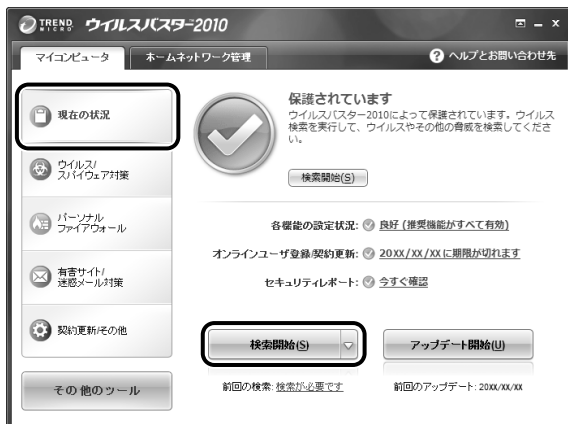 TREND MICRO ウイルスバスター2010
マイコンピュータ
ホームネットワーク管理
ヘルプとお問い合わせ先
現在の状況
ウイルス/
スパイウェア対策
パーソナル
ファイアウォール
有害サイト/
迷惑メール対策
契約更新/その他
その他のツール
保護されています
ウイルスバスター2010によって保護されています。ウイルス
検索を実行して、ウイルスやその他の脅威を検索してくださ
い。
検索開始(S)
各機能の設定状況: 良好 (推奨機能がすべて有効)
オンラインユーザ登録/契約更新: 20XX/XX/XXに期限が切れます
セキュリティレポート: 今すぐ確認
検索開始(S)
アップデート開始(U)
前回の検索: 検索が必要です
前回のアップデート: 20XX/XX/XX